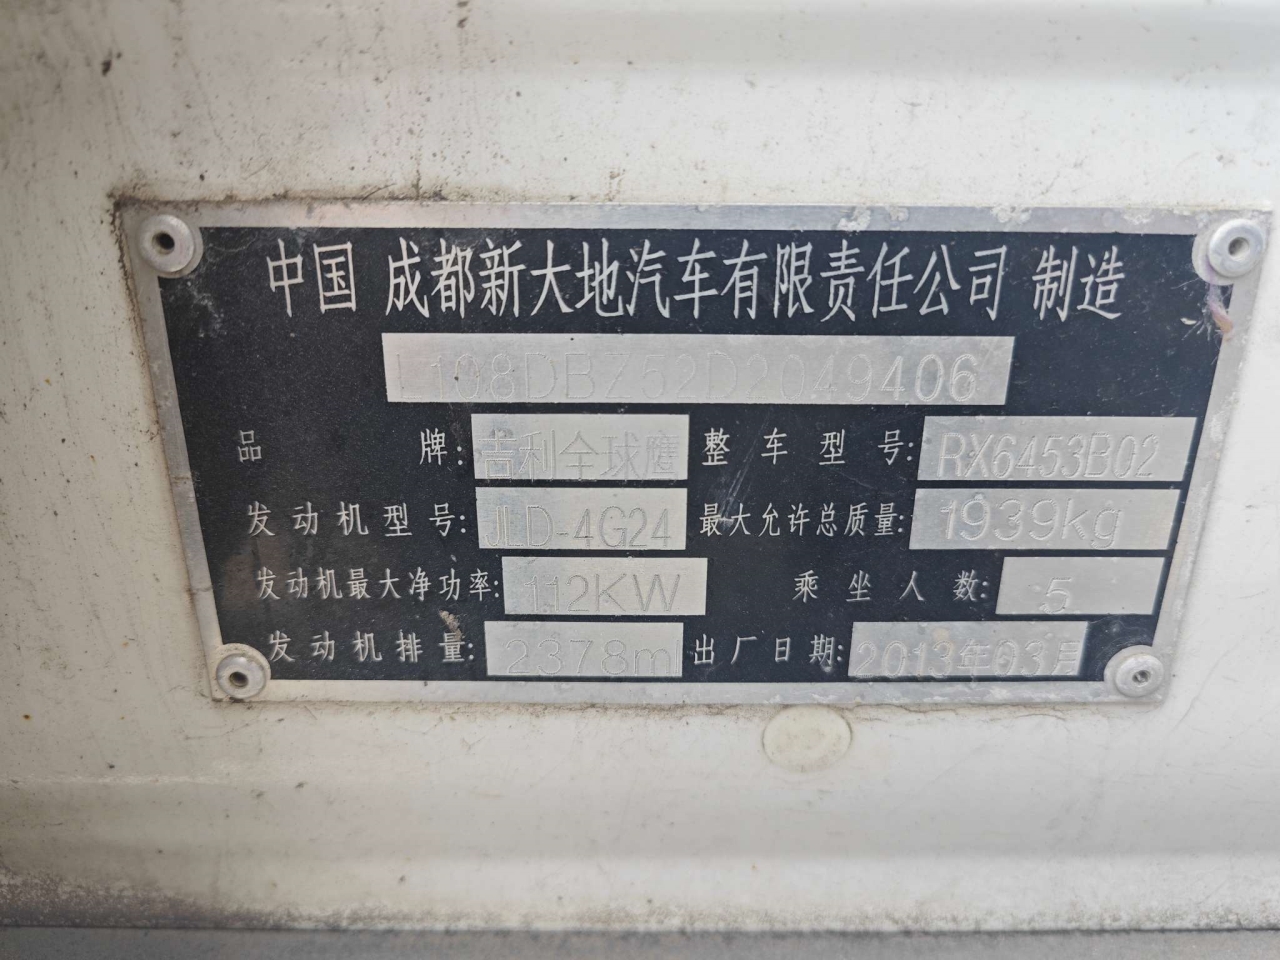 中国 成都新大地汽车有限责任公司 制造
L108DBZ52D2049406
品牌: 吉利全球鹰 整车型号: RX6453B02
发动机型号: JLD-4G24 最大允许总质量: 1939kg
发动机最大净功率: 112KW 乘坐人数: 5
发动机排量: 2378ml 出厂日期: 2013年03月